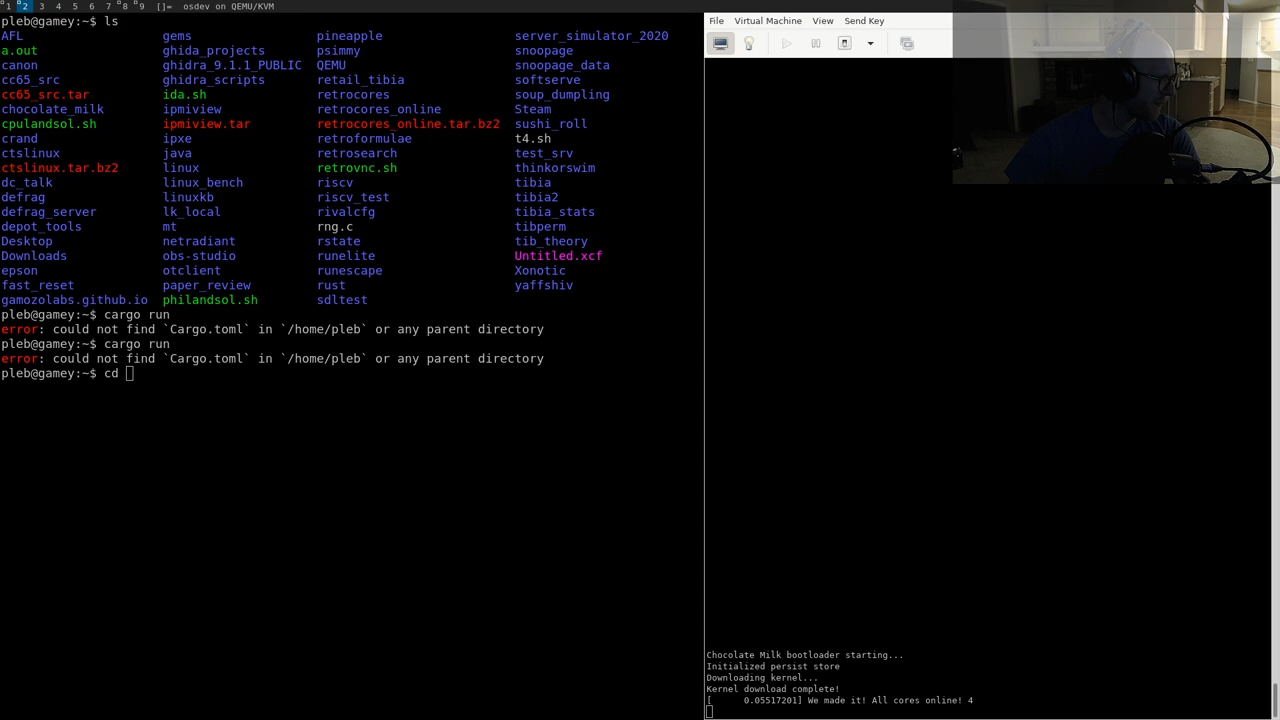 1 2 3 4 5 6 7 8 9 []= osdev on QEMU/KVM
pleb@gamey:~$ ls
AFL gems pineapple server_simulator_2020
a.out ghida_projects psimmy snoopage
canon ghidra_9.1.1_PUBLIC QEMU snoopage_data
cc65_src ghidra_scripts retail_tibia softserve
cc65_src.tar ida.sh retrocores soup_dumpling
chocolate_milk ipmiview retrocores_online Steam
cpulandsol.sh ipmiview.tar retrocores_online.tar.bz2 sushi_roll
crand ipxe retroformulae t4.sh
ctslinux java retrosearch test_srv
ctslinux.tar.bz2 linux retrovnc.sh thinkorswim
dc_talk linux_bench riscv tibia
defrag linuxkb riscv_test tibia2
defrag_server lk_local rivalcfg tibia_stats
depot_tools mt rng.c tibperm
Desktop netradiant rstate tib_theory
Downloads obs-studio runelite Untitled.xcf
epson otclient runescape Xonotic
fast_reset paper_review rust yaffshiv
gamozolabs.github.io philandsol.sh sdltest
pleb@gamey:~$ cargo run
error: could not find `Cargo.toml` in `/home/pleb` or any parent directory
pleb@gamey:~$ cargo run
error: could not find `Cargo.toml` in `/home/pleb` or any parent directory
pleb@gamey:~$ cd
File Virtual Machine View Send Key
Chocolate Milk bootloader starting...
Initialized persist store
Downloading kernel...
Kernel download complete!
[ 0.05517201] We made it! All cores online! 4